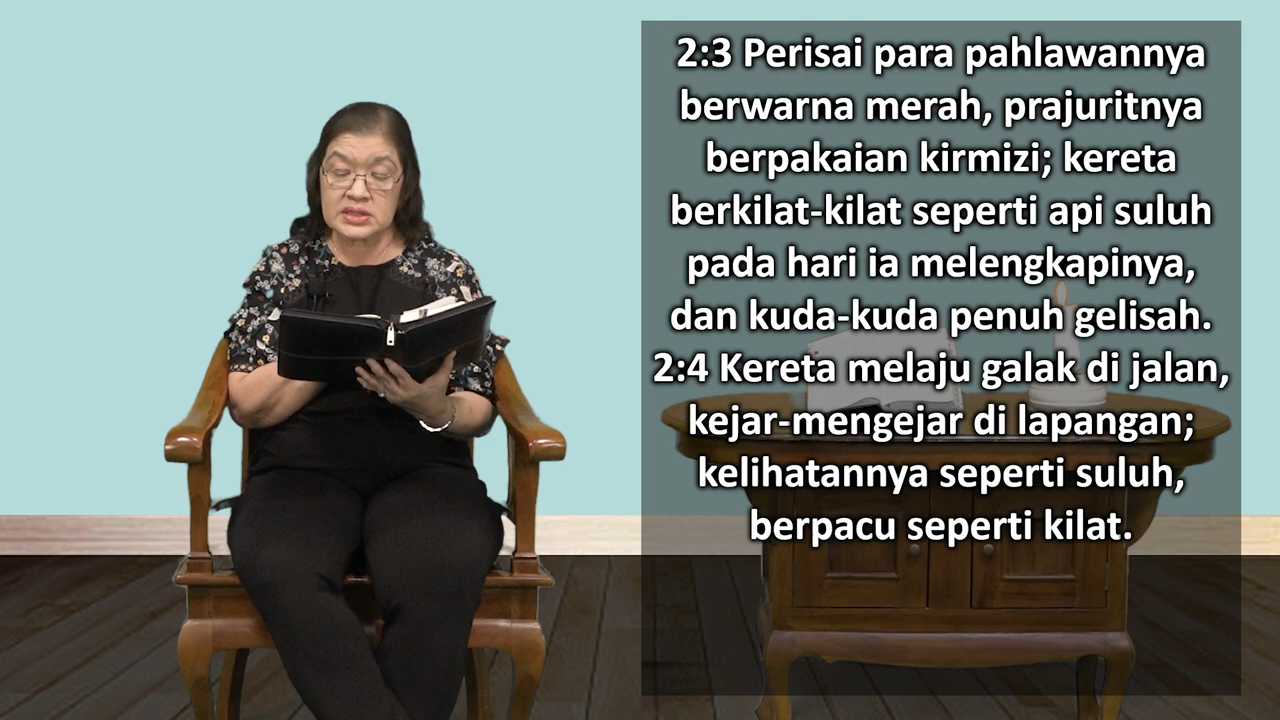 2:3 Perisai para pahlawannya
berwarna merah, prajuritnya
berpakaian kirmizi; kereta
berkilat-kilat seperti api suluh
pada hari ia melengkapinya,
dan kuda-kuda penuh gelisah.
2:4 Kereta melaju galak di jalan,
kejar-mengejar di lapangan;
kelihatannya seperti suluh,
berpacu seperti kilat.